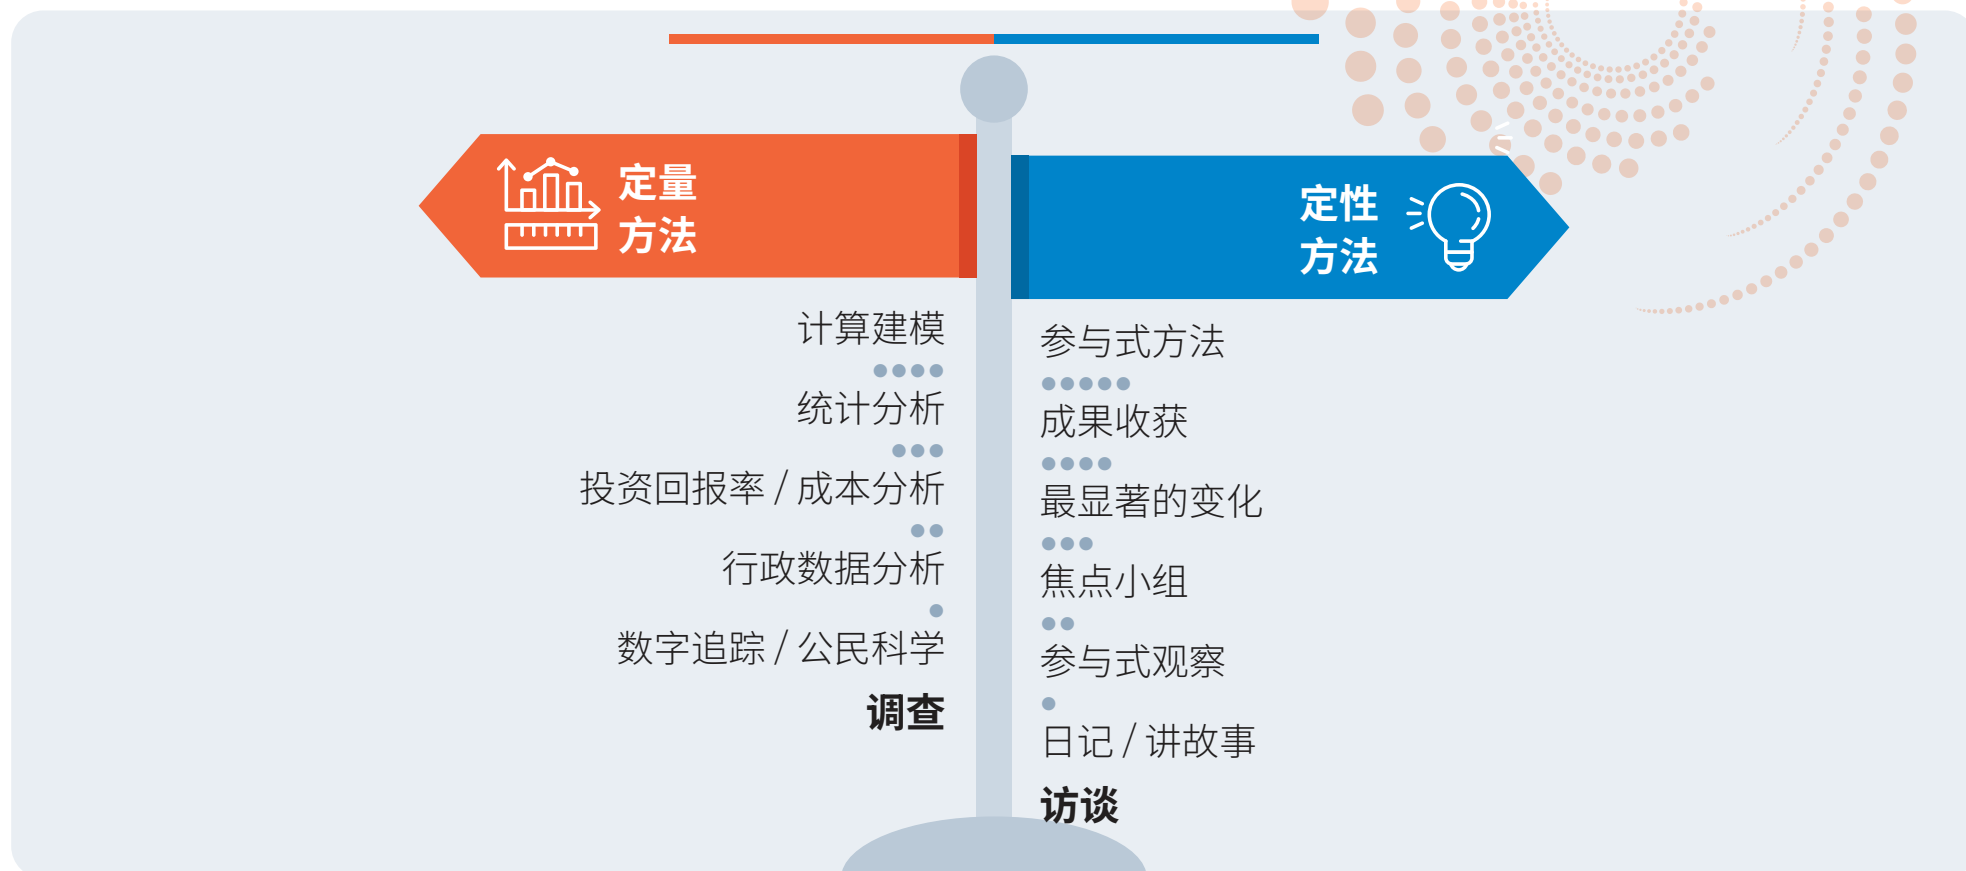 定量
方法
计算建模
统计分析
投资回报率 / 成本分析
行政数据分析
数字追踪 / 公民科学
调查
定性
方法
参与式方法
成果收获
最显著的变化
焦点小组
参与式观察
日记 / 讲故事
访谈